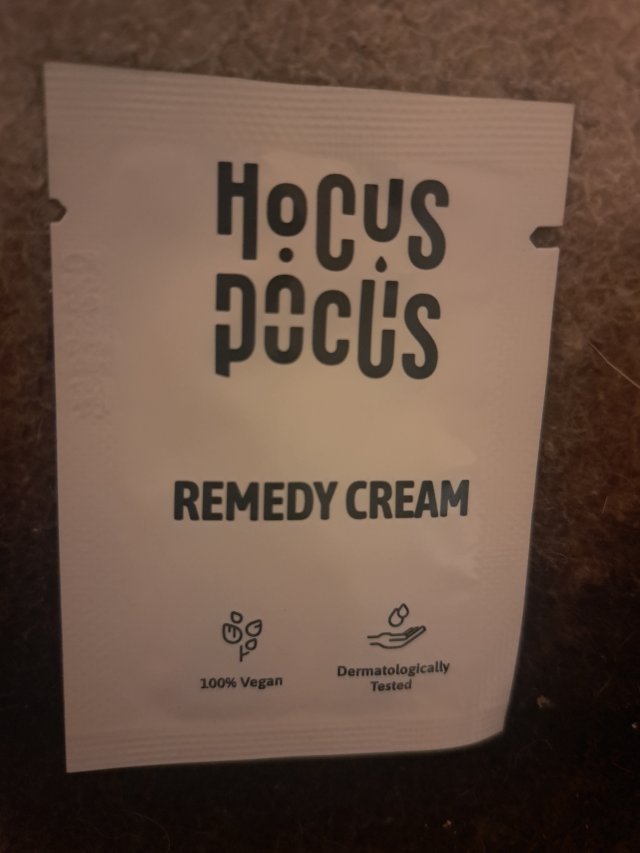 HOCUS
POCUS
REMEDY CREAM
100% Vegan
Dermatologically
Tested